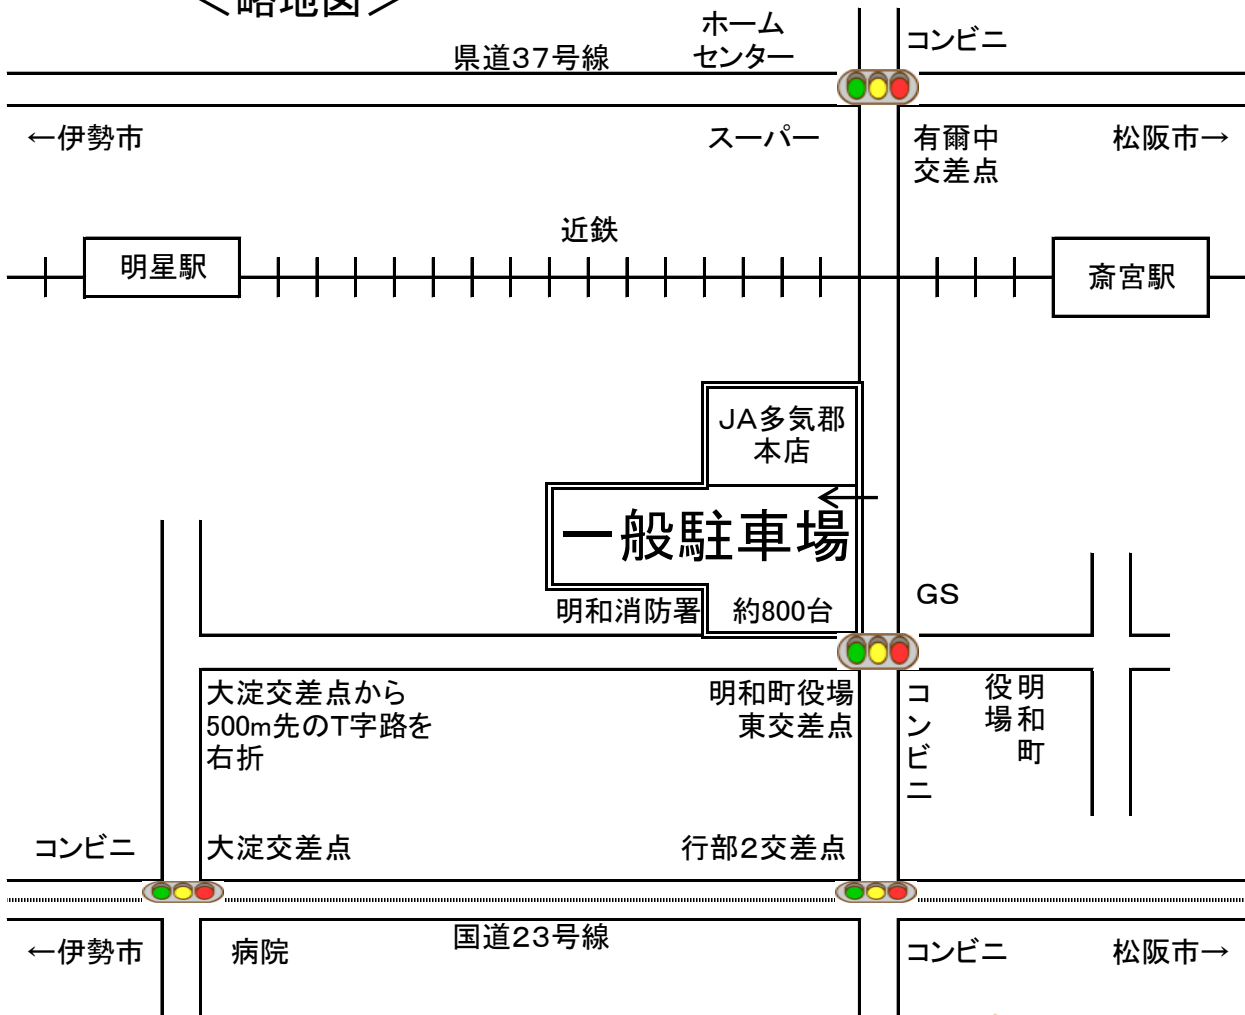 ＜略地図＞
ホーム
センター
コンビニ
県道37号線
←伊勢市
スーパー
有爾中
交差点
松阪市→
近鉄
明星駅
斎宮駅
JA多気郡
本店
一般駐車場
明和消防署
約800台
GS
大淀交差点から
500m先のT字路を
右折
明和町役場
東交差点
コンビニ
明和町
役場
コンビニ
大淀交差点
行部2交差点
←伊勢市
病院
国道23号線
コンビニ
松阪市→